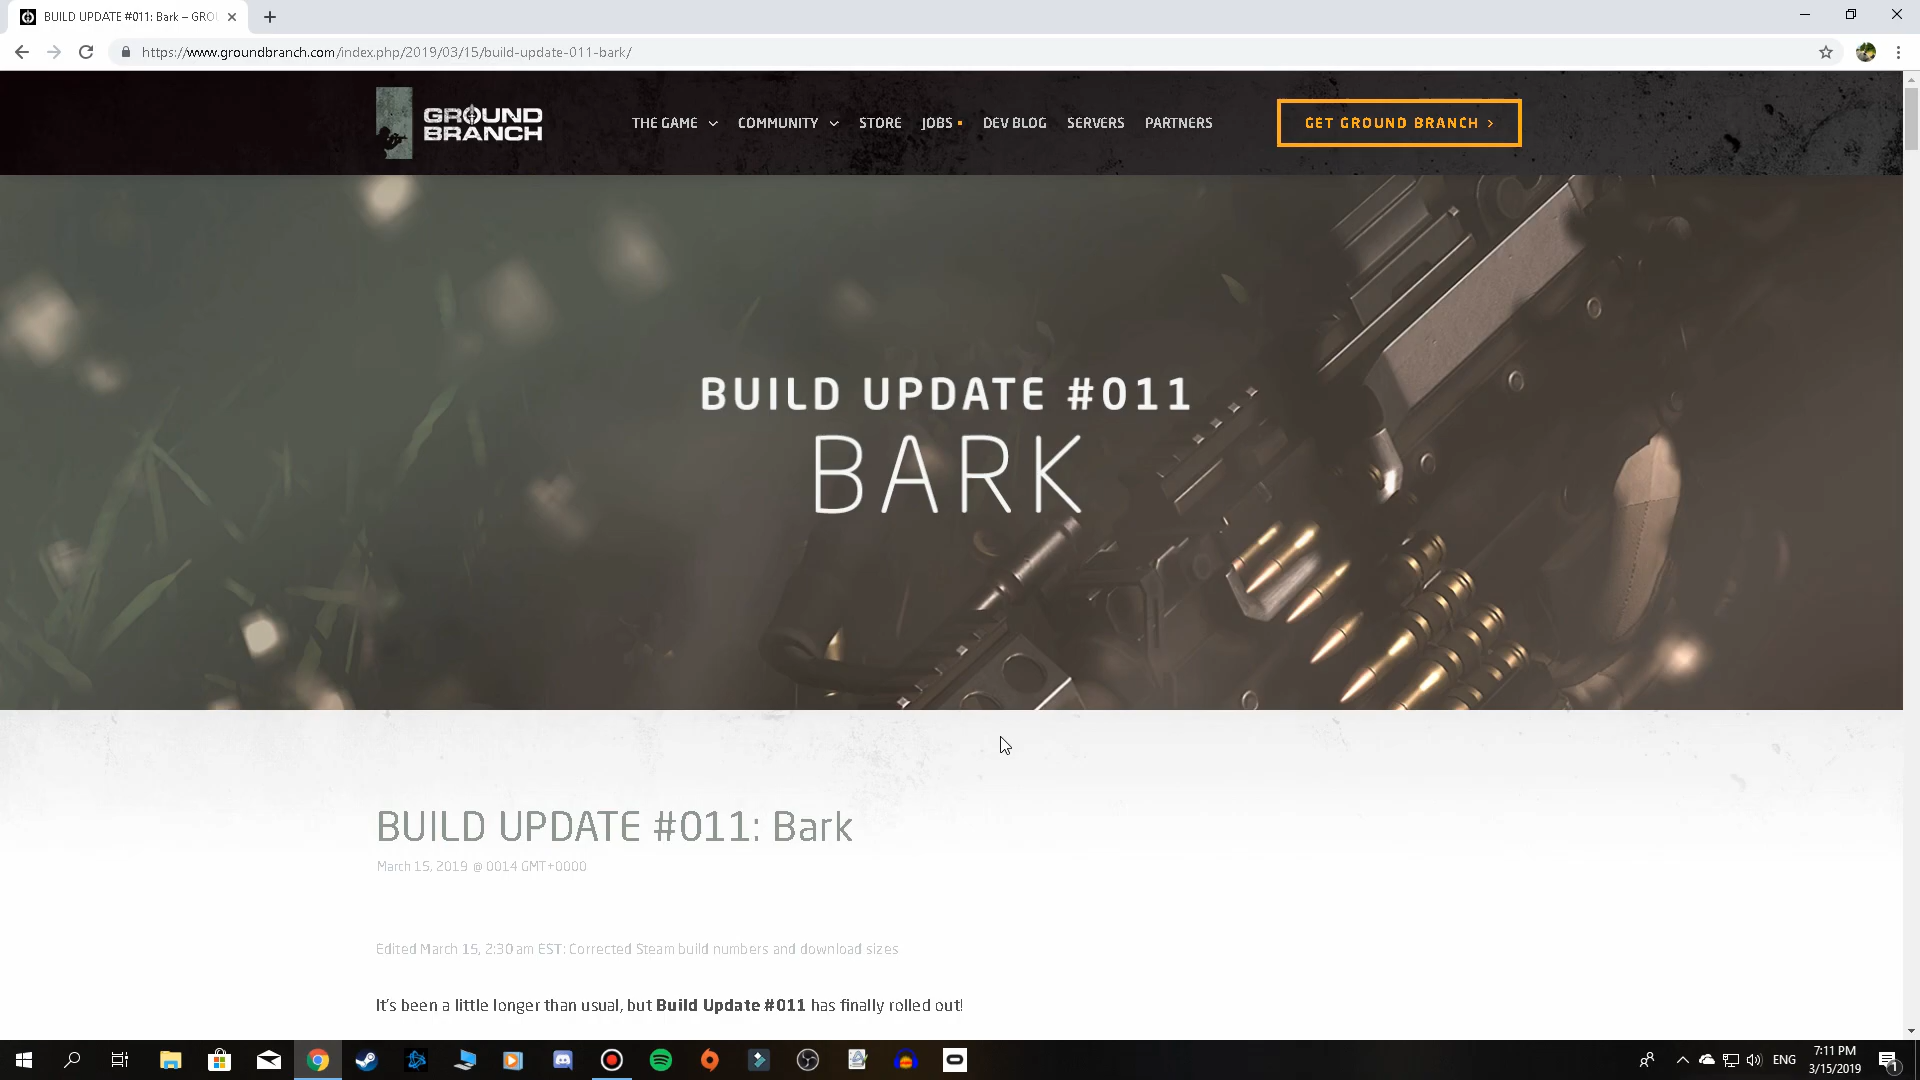 BUILD UPDATE #011: Bark – GRO
https://www.groundbranch.com/index.php/2019/03/15/build-update-011-bark/
GROUND
BRANCH
THE GAME
COMMUNITY
STORE
JOBS
DEV BLOG
SERVERS
PARTNERS
GET GROUND BRANCH >
BUILD UPDATE #011
BARK
BUILD UPDATE #011: Bark
March 15, 2019 @ 0014 GMT+0000
Edited March 15, 2:30 am EST: Corrected Steam build numbers and download sizes
It's been a little longer than usual, but Build Update #011 has finally rolled out!
ENG
7:11 PM
3/15/2019
1